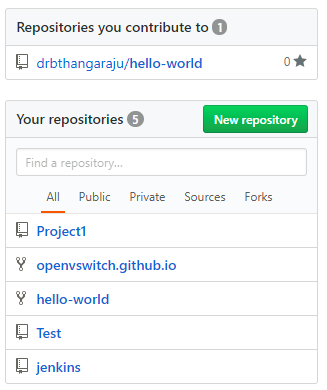 Repositories you contribute to 1
drbthangaraju/hello-world 0
Your repositories 5 New repository
Find a repository...
All Public Private Sources Forks
Project1
openvswitch.github.io
hello-world
Test
jenkins